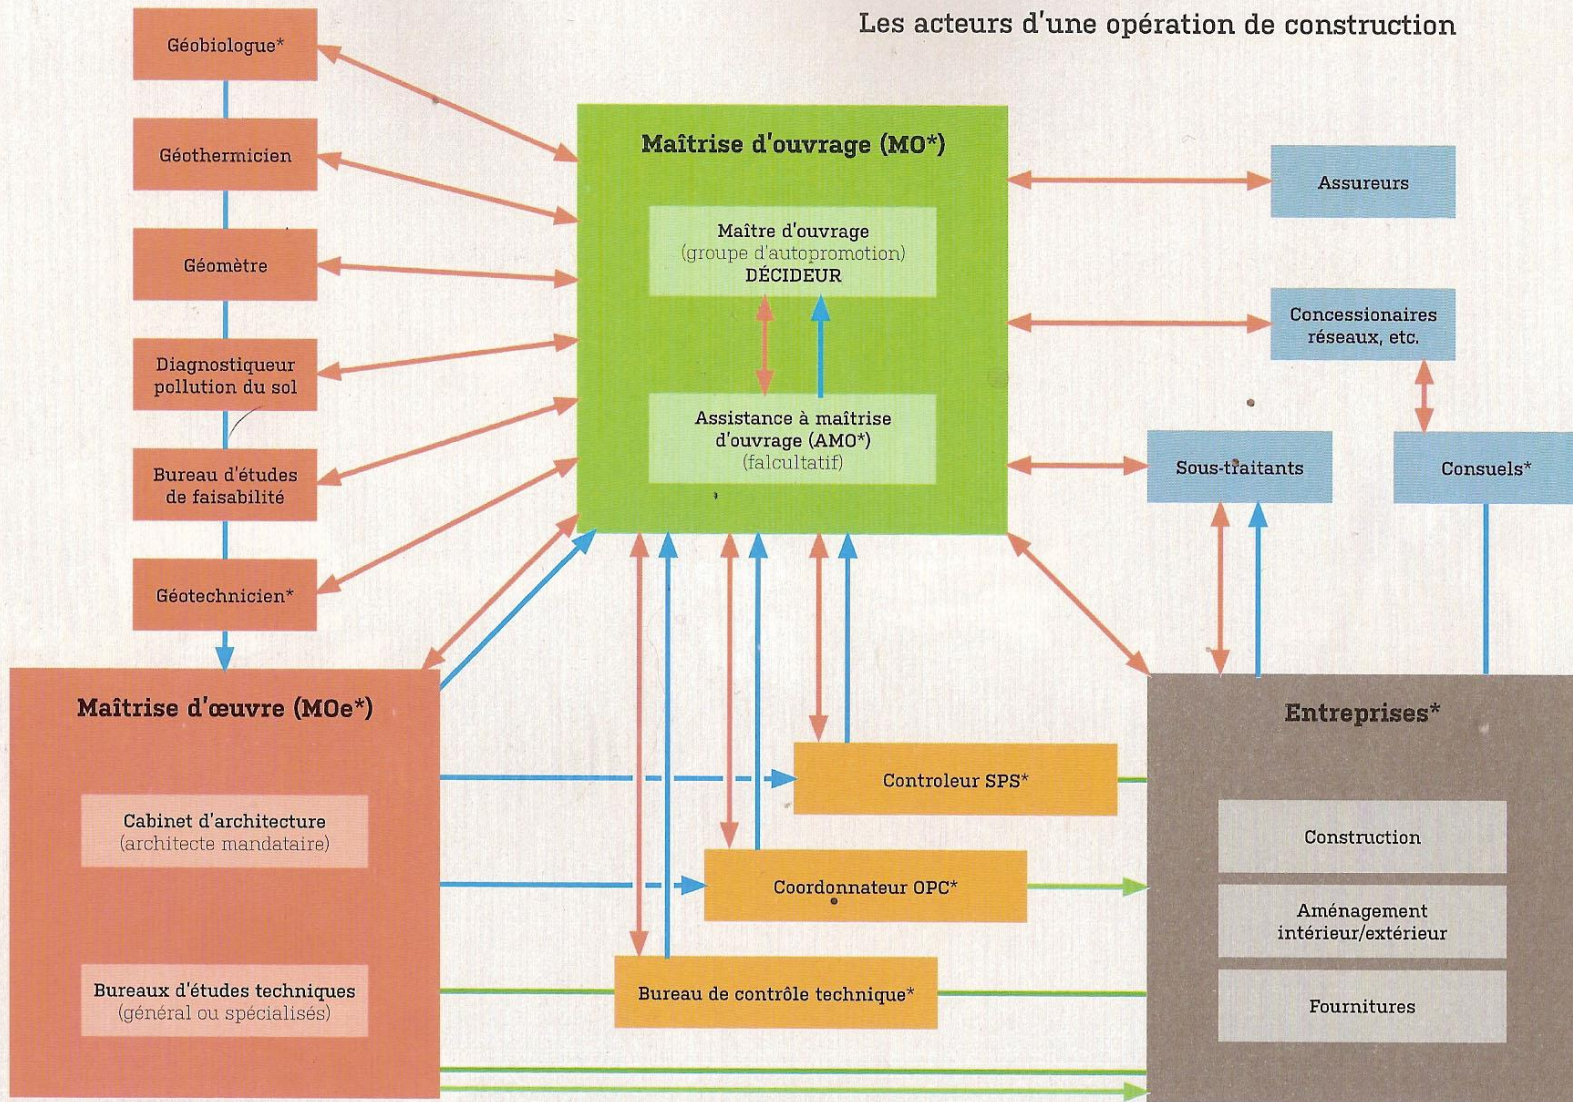 Les acteurs d'une opération de construction
Géobiologue*
Géothermicien
Géomètre
Diagnostiqueur
pollution du sol
Bureau d'études
de faisabilité
Géotechnicien*
Maîtrise d'ouvrage (MO*)
Maître d'ouvrage
(groupe d'autopromotion)
DÉCIDEUR
Assistance à maîtrise
d'ouvrage (AMO*)
(falcultatif)
Assureurs
Concessionaires
réseaux, etc.
Sous-traitants
Consuels*
Maîtrise d'œuvre (MOe*)
Cabinet d'architecture
(architecte mandataire)
Bureaux d'études techniques
(général ou spécialisés)
Controleur SPS*
Coordonnateur OPC*
Bureau de contrôle technique*
Entreprises*
Construction
Aménagement
intérieur/extérieur
Fournitures